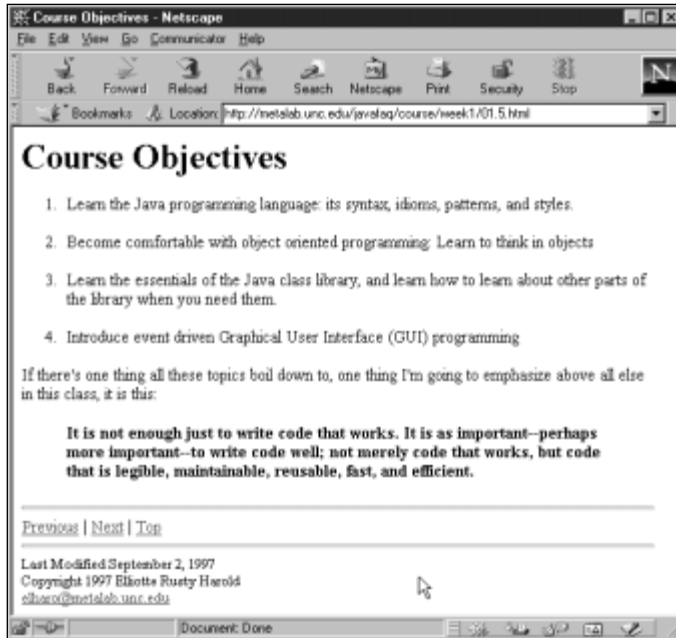 Course Objectives - Netscape
File Edit View Go Communicator Help
Back Forward Reload Home Search Netscape Print Security Stop
N
Bookmarks Location: http://metalab.unc.edu/javafaq/course/week1/01.5.html
Course Objectives
1. Learn the Java programming language: its syntax, idioms, patterns, and styles.
2. Become comfortable with object oriented programming. Learn to think in objects
3. Learn the essentials of the Java class library, and learn how to learn about other parts of
the library when you need them.
4. Introduce event driven Graphical User Interface (GUI) programming
If there's one thing all these topics boil down to, one thing I'm going to emphasize above all else
in this class, it is this:
It is not enough just to write code that works. It is as important--perhaps
more important--to write code well; not merely code that works, but code
that is legible, maintainable, reusable, fast, and efficient.
Previous | Next | Top
Last Modified September 2, 1997
Copyright 1997 Elliotte Rusty Harold
elharo@metalab.unc.edu
Document: Done